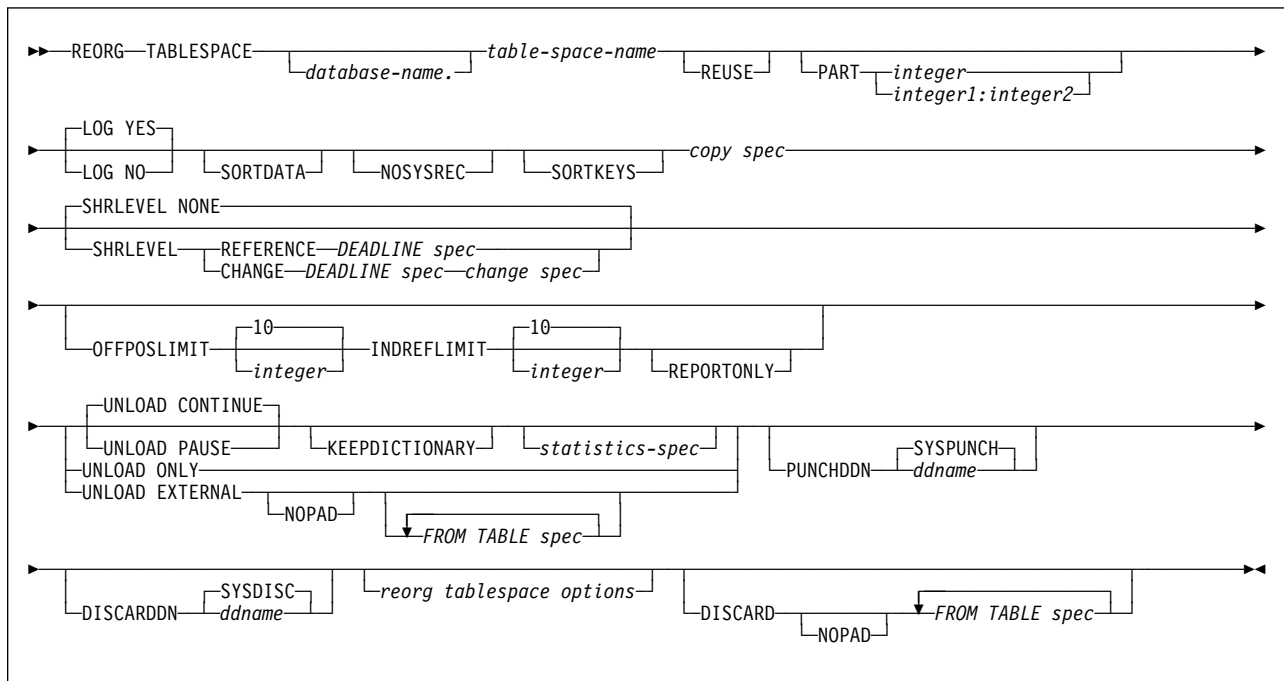 REORG TABLESPACE database-name. table-space-name REUSE PART integer
integer1:integer2
LOG YES
LOG NO SORTDATA NOSYSREC SORTKEYS copy spec
SHRLEVEL NONE
SHRLEVEL REFERENCE DEADLINE spec
CHANGE DEADLINE spec change spec
10 10
OFFPOSLIMIT integer INDREFLIMIT integer REPORTONLY
UNLOAD CONTINUE
UNLOAD PAUSE KEEPDICTIONARY statistics-spec
UNLOAD ONLY
UNLOAD EXTERNAL NOPAD FROM TABLE spec
SYSPUNCH
PUNCHDDN ddname
SYSDISC
DISCARDDN ddname reorg tablespace options DISCARD NOPAD FROM TABLE spec